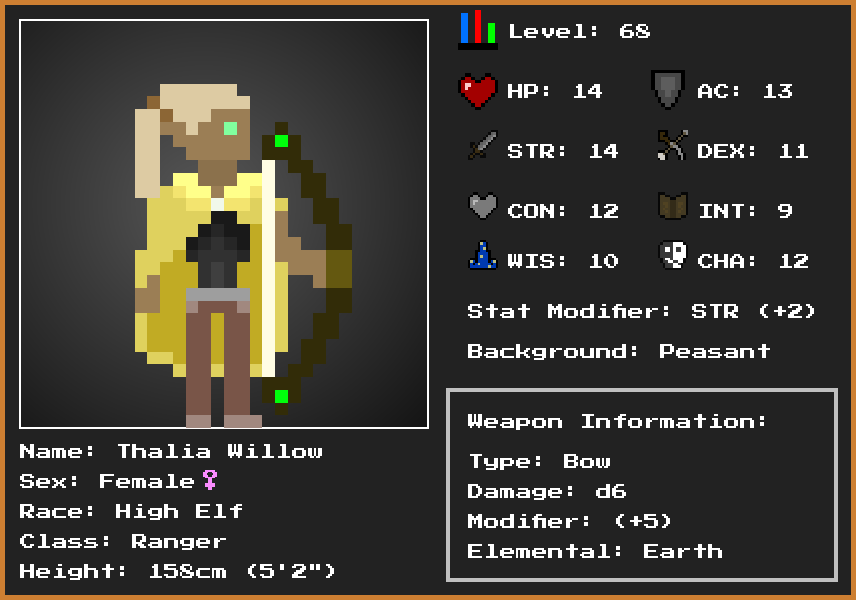 Level: 68
HP: 14
AC: 13
STR: 14
DEX: 11
CON: 12
INT: 9
WIS: 10
CHA: 12
Stat Modifier: STR (+2)
Background: Peasant
Weapon Information:
Type: Bow
Damage: d6
Modifier: (+5)
Elemental: Earth
Name: Thalia Willow
Sex: Female♀
Race: High Elf
Class: Ranger
Height: 158cm (5'2")